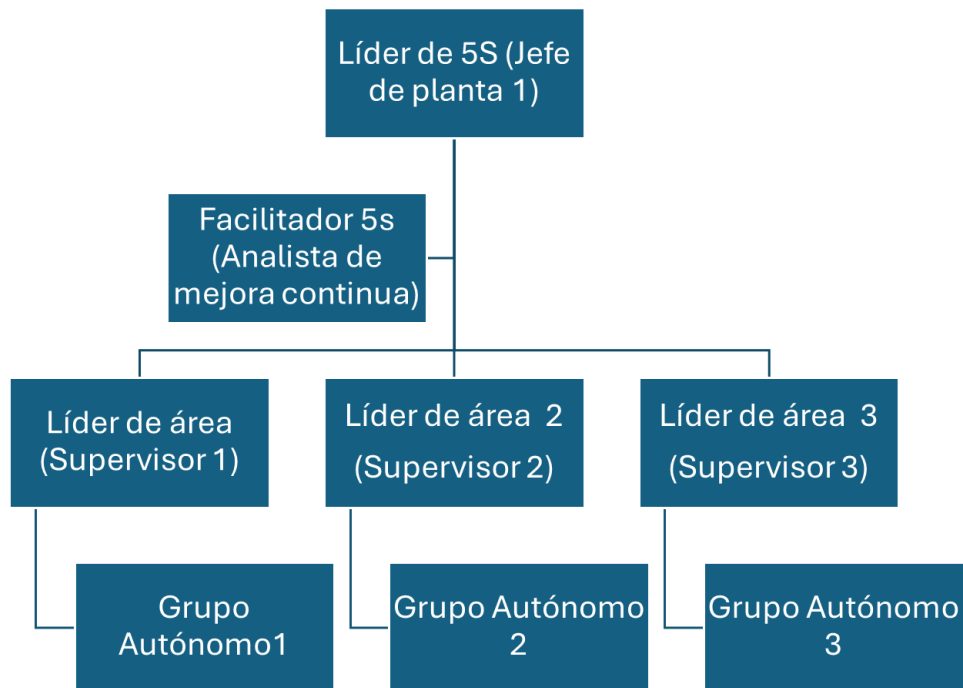 Líder de 5S (Jefe
de planta 1)
Facilitador 5s
(Analista de
mejora continua)
Líder de área
(Supervisor 1)
Líder de área 2
(Supervisor 2)
Líder de área 3
(Supervisor 3)
Grupo
Autónomo1
Grupo Autónomo
2
Grupo Autónomo
3